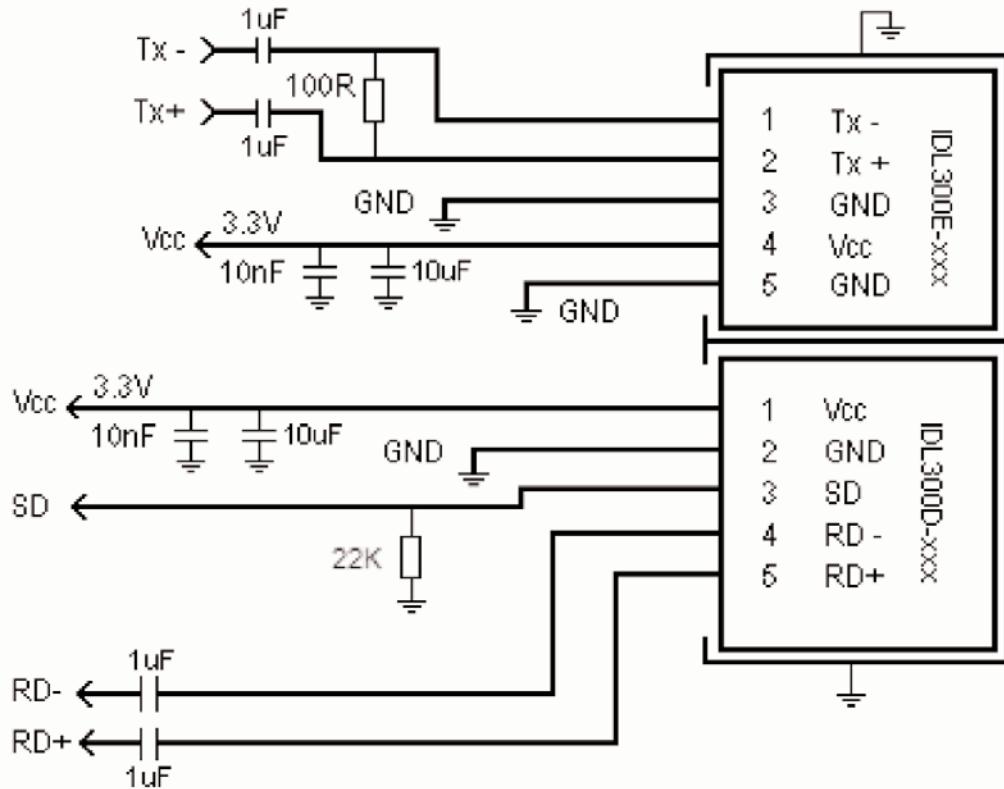 1uF
Tx -
100R
Tx+
1uF
GND
Vcc
3.3V
10nF
10uF
GND
1 Tx -
2 Tx +
3 GND
4 Vcc
5 GND
IDL300E-xxx
Vcc
3.3V
10nF
10uF
GND
SD
22K
1 Vcc
2 GND
3 SD
4 RD -
5 RD+
IDL300D-xxx
1uF
RD-
RD+
1uF